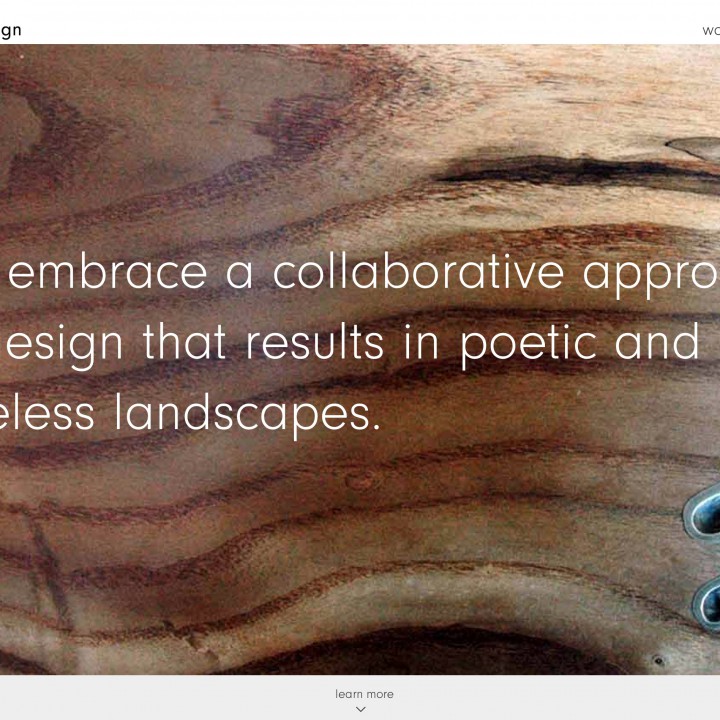 gn
wo
embrace a collaborative appro
esign that results in poetic and
eless landscapes.
learn more